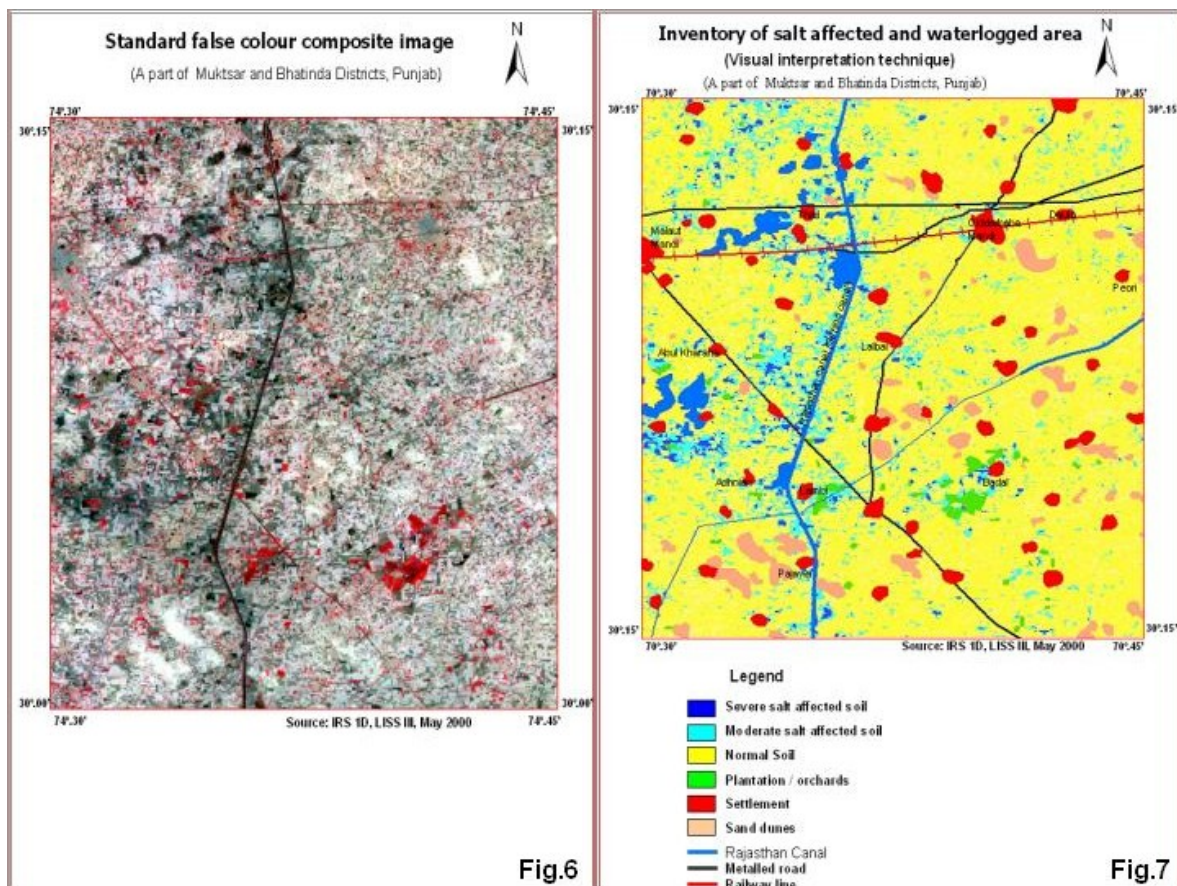 N
Standard false colour composite image
(A part of Muktsar and Bhatinda Districts, Punjab)
74°.30'
74°.45'
30°.15'
30°.15'
30°.00'
30°.00'
74°.30'
74°.45'
Source: IRS 1D, LISS III, May 2000
Fig.6
N
Inventory of salt affected and waterlogged area
(Visual interpretation technique)
(A part of Muktsar and Bhatinda Districts, Punjab)
70°.30'
70°.45'
30°.15'
30°.15'
Malaut
Mandi
Doda
Peori
Abul Kharana
Lalbai
Adhnia
Lambi
Badal
30°.15'
30°.15'
70°.30'
70°.45'
Source: IRS 1D, LISS III, May 2000
Legend
Severe salt affected soil
Moderate salt affected soil
Normal Soil
Plantation / orchards
Settlement
Sand dunes
Rajasthan Canal
Metalled road
Railway line
Fig.7